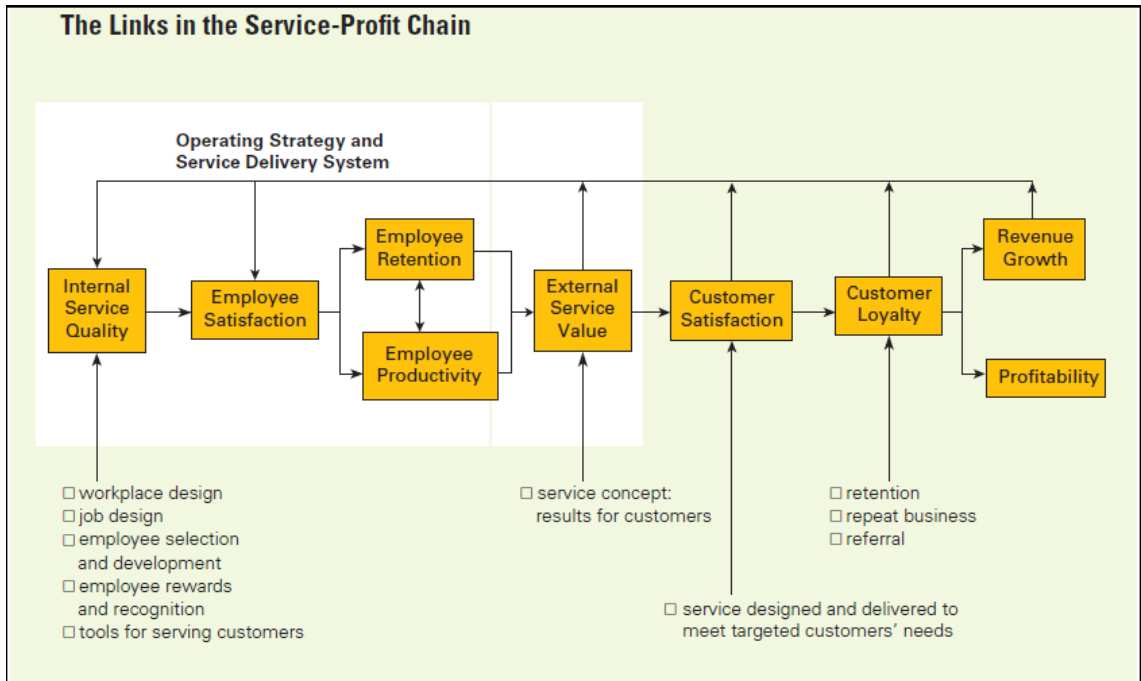 The Links in the Service-Profit Chain
Operating Strategy and
Service Delivery System
Internal
Service
Quality
Employee
Satisfaction
Employee
Retention
Employee
Productivity
External
Service
Value
Customer
Satisfaction
Customer
Loyalty
Revenue
Growth
Profitability
□ workplace design
□ job design
□ employee selection
and development
□ employee rewards
and recognition
□ tools for serving customers
□ service concept:
results for customers
□ service designed and delivered to
meet targeted customers’ needs
□ retention
□ repeat business
□ referral